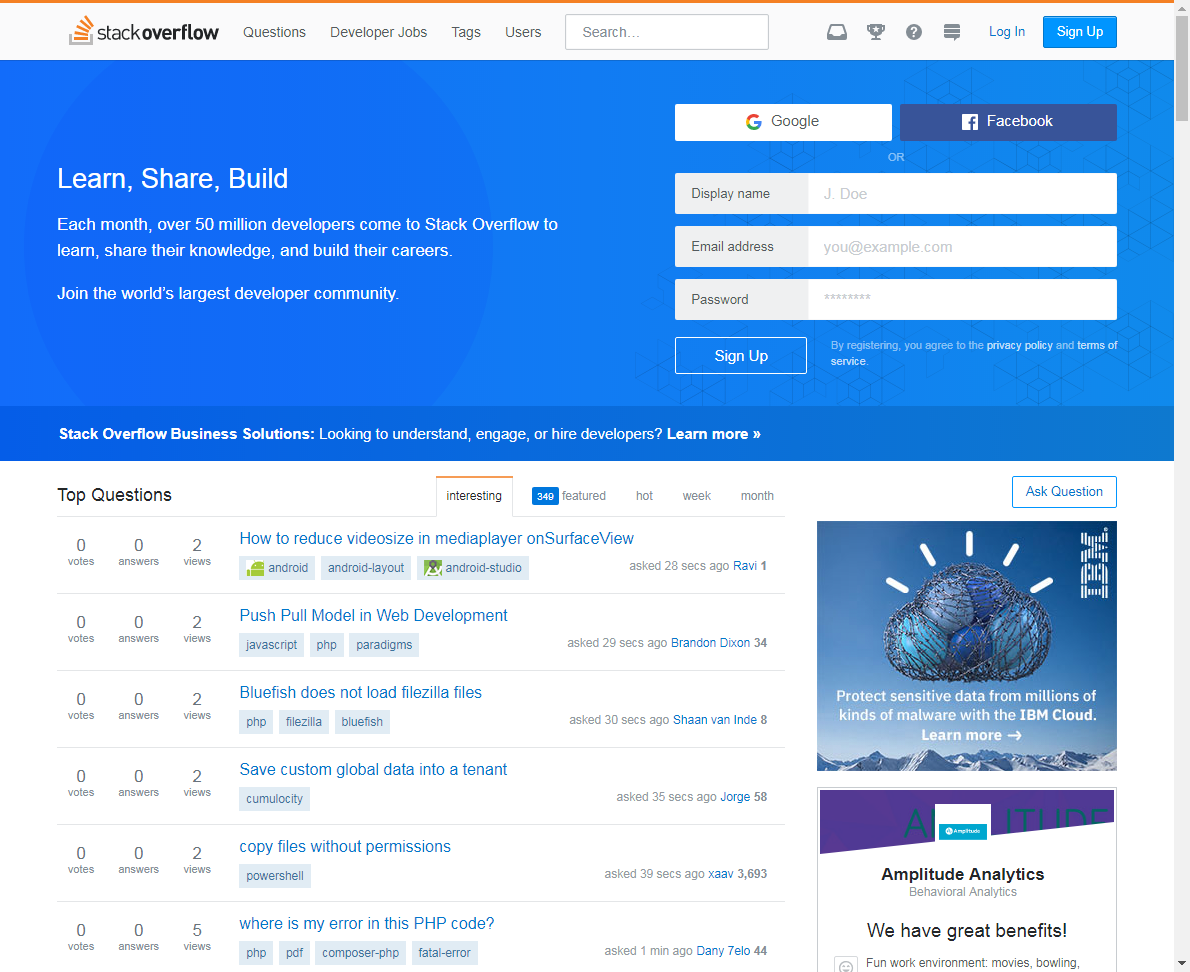 stack overflow
Questions
Developer Jobs
Tags
Users
Search...
Log In
Sign Up
Google
Facebook
OR
Learn, Share, Build
Each month, over 50 million developers come to Stack Overflow to
learn, share their knowledge, and build their careers.
Join the world's largest developer community.
Display name
J. Doe
Email address
you@example.com
Password
********
Sign Up
By registering, you agree to the privacy policy and terms of
service.
Stack Overflow Business Solutions: Looking to understand, engage, or hire developers? Learn more »
Top Questions
interesting
349 featured
hot
week
month
Ask Question
0 votes
0 answers
2 views
How to reduce videosize in mediaplayer onSurfaceView
android android-layout android-studio
asked 28 secs ago Ravi 1
0 votes
0 answers
2 views
Push Pull Model in Web Development
javascript php paradigms
asked 29 secs ago Brandon Dixon 34
0 votes
0 answers
2 views
Bluefish does not load filezilla files
php filezilla bluefish
asked 30 secs ago Shaan van Inde 8
0 votes
0 answers
2 views
Save custom global data into a tenant
cumulocity
asked 35 secs ago Jorge 58
0 votes
0 answers
2 views
copy files without permissions
powershell
asked 39 secs ago xaav 3,693
0 votes
0 answers
5 views
where is my error in this PHP code?
php pdf composer-php fatal-error
asked 1 min ago Dany 7elo 44
IBM.
Protect sensitive data from millions of
kinds of malware with the IBM Cloud.
Learn more →
Amplitude
Amplitude Analytics
Behavioral Analytics
We have great benefits!
Fun work environment: movies, bowling,